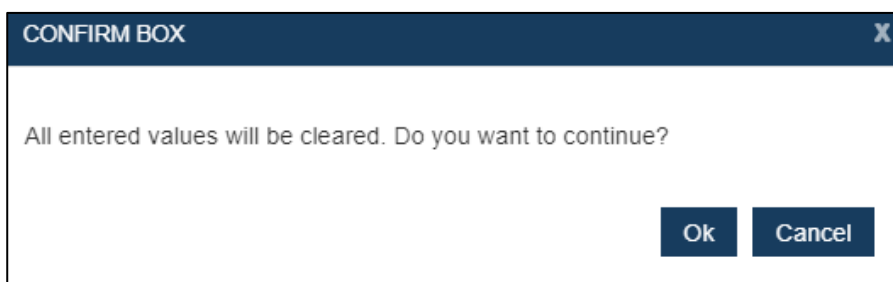 CONFIRM BOX X
All entered values will be cleared. Do you want to continue?
Ok Cancel